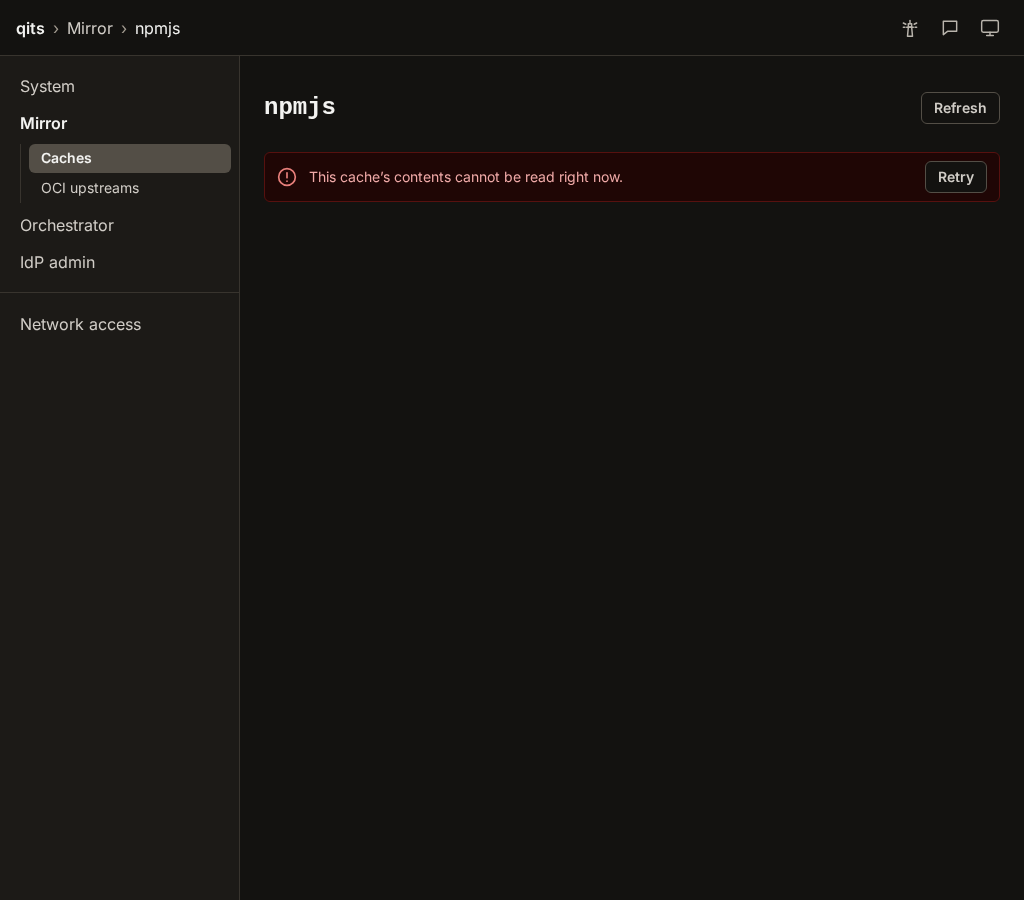 qits › Mirror › npmjs
System
Mirror
Caches
OCI upstreams
Orchestrator
IdP admin
Network access
npmjs
Refresh
This cache’s contents cannot be read right now.
Retry